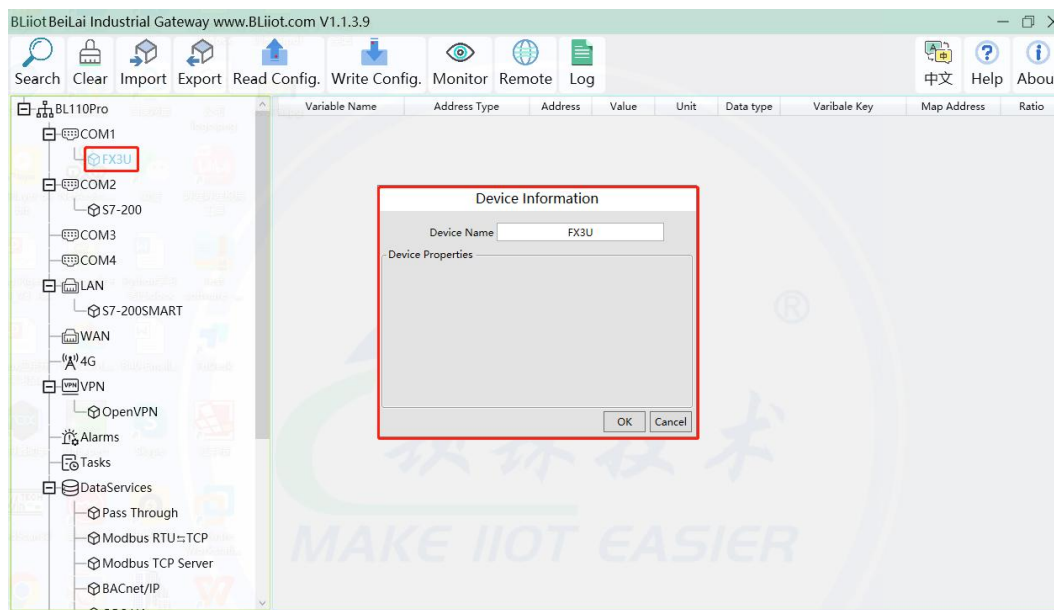 BLiiot BeiLai Industrial Gateway www.BLiiot.com V1.1.3.9
Search Clear Import Export Read Config. Write Config. Monitor Remote Log 中文 Help Abou
BL110Pro
COM1
FX3U
COM2
S7-200
COM3
COM4
LAN
S7-200SMART
WAN
4G
VPN VPN
OpenVPN
Alarms
Tasks
DataServices
Pass Through
Modbus RTU⇆TCP
Modbus TCP Server
BACnet/IP
Variable Name Address Type Address Value Unit Data type Varibale Key Map Address Ratio
Device Information
Device Name FX3U
Device Properties
OK Cancel
®
MAKE IIOT EASIER